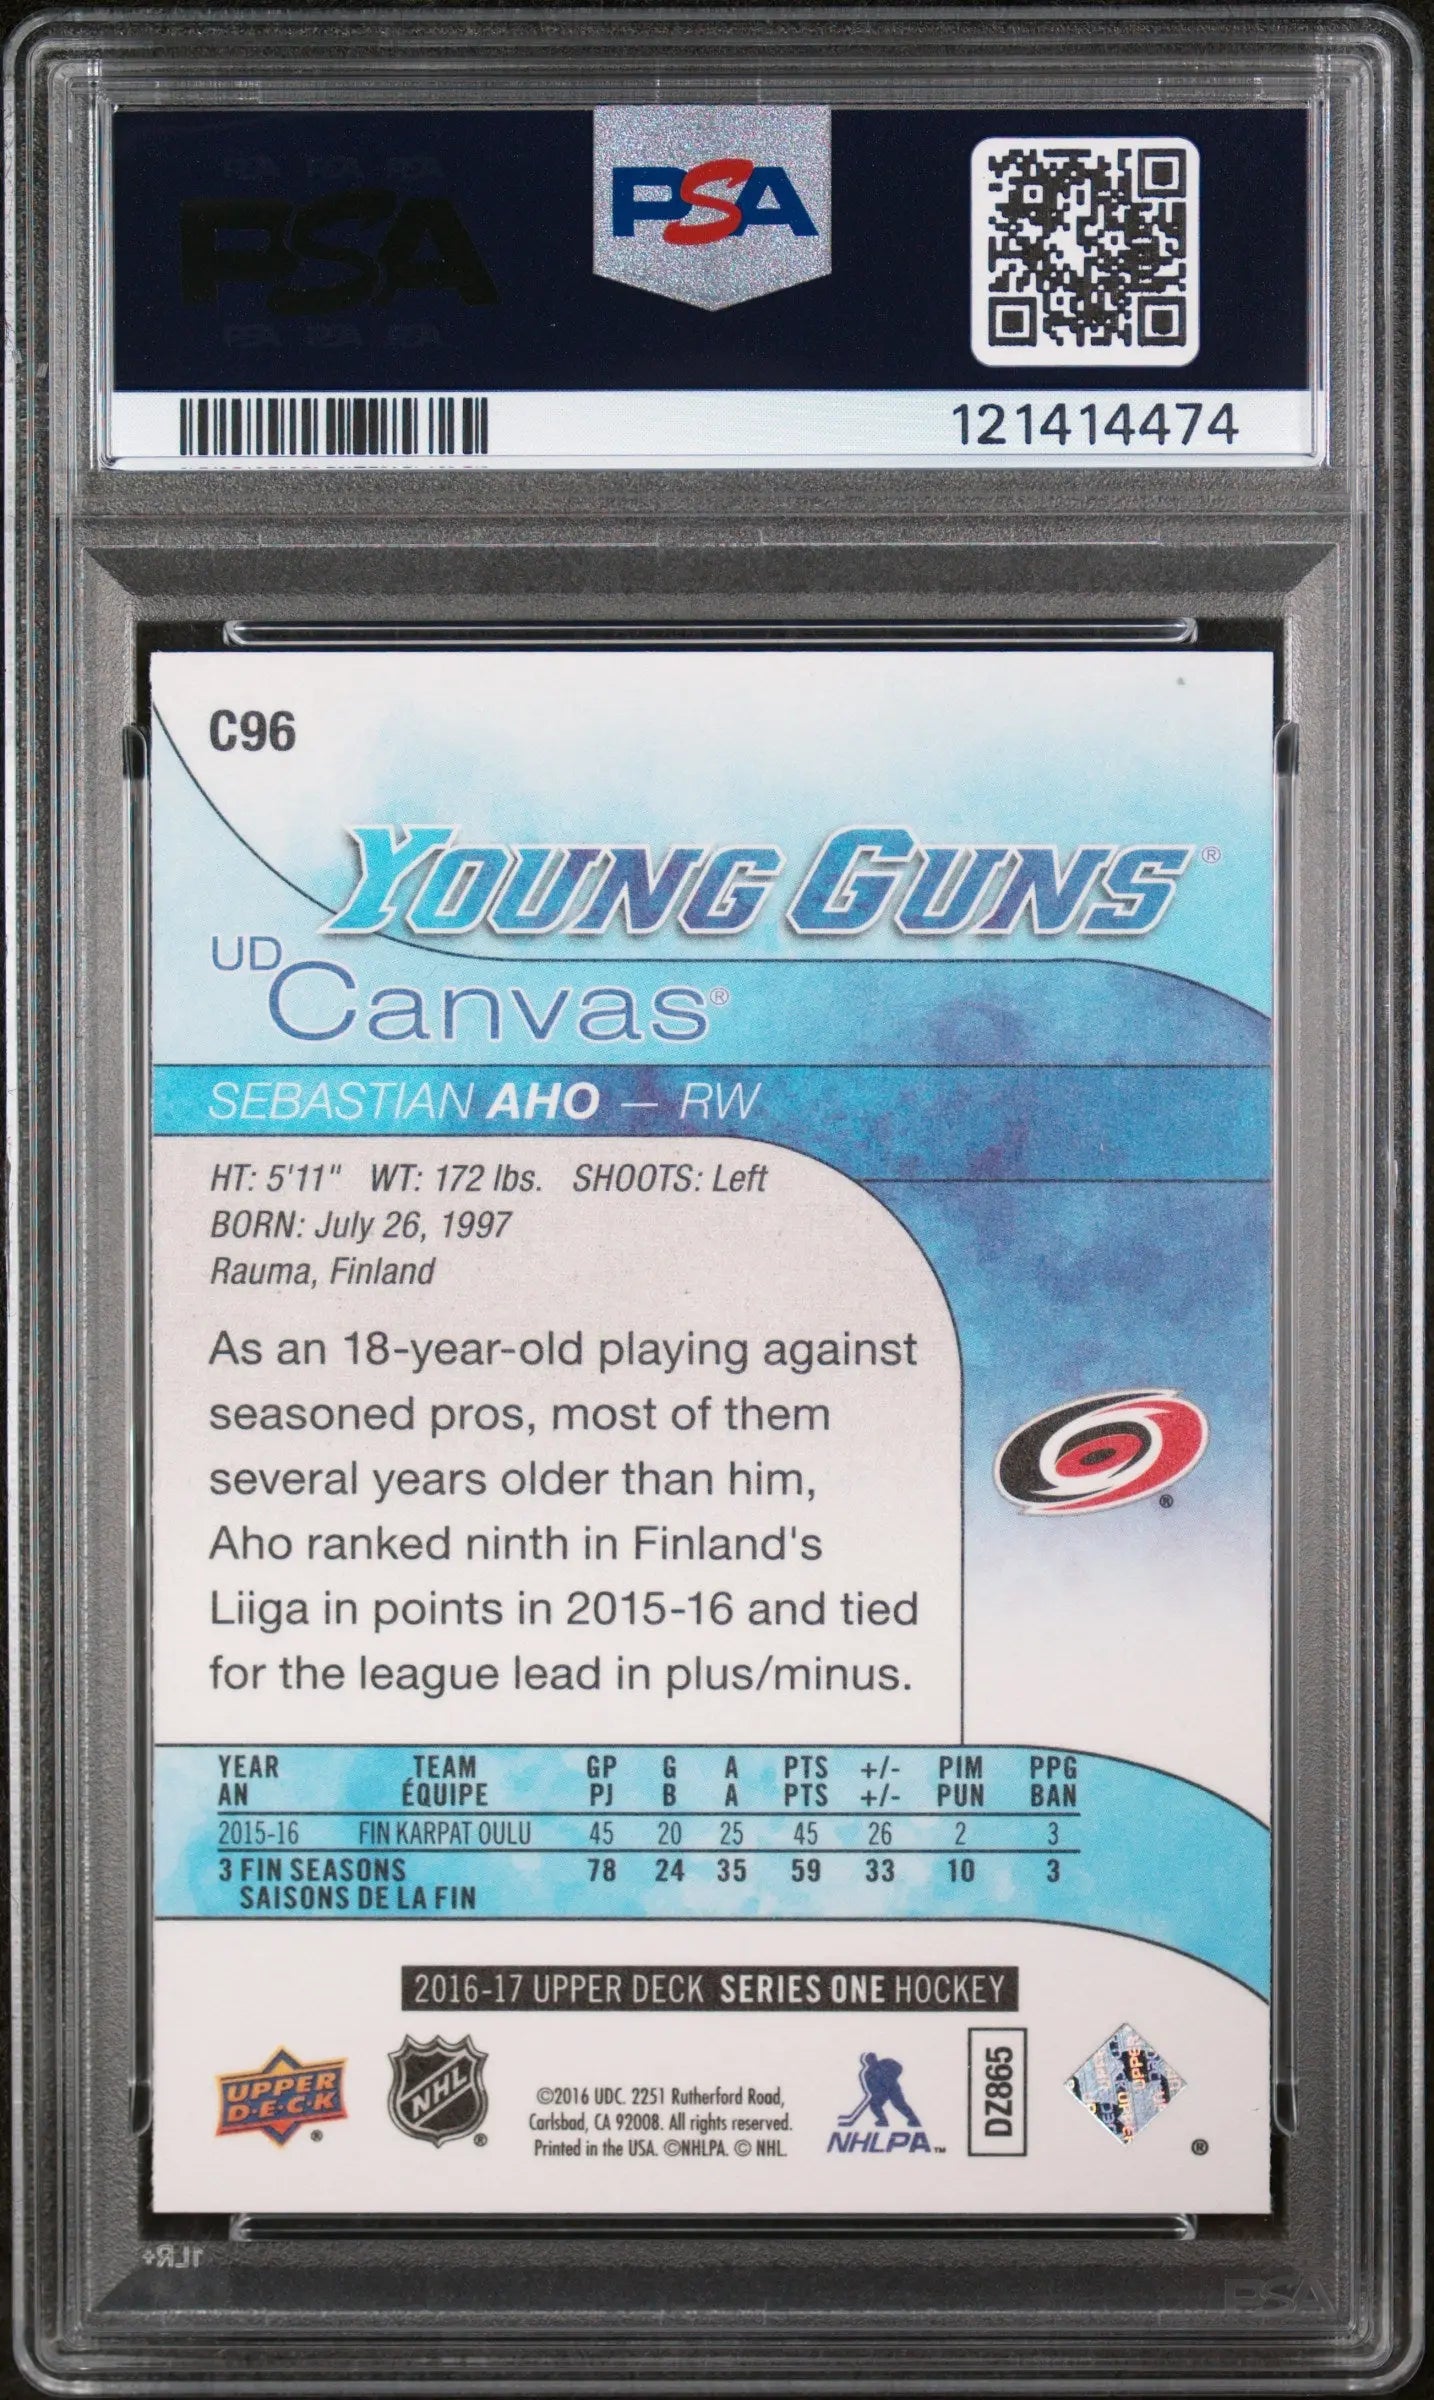 PSA
PSA
121414474
C96
YOUNG GUNS®
UD
Canvas®
SEBASTIAN AHO — RW
HT: 5'11" WT: 172 lbs. SHOOTS: Left
BORN: July 26, 1997
Rauma, Finland
As an 18-year-old playing against
seasoned pros, most of them
several years older than him,
Aho ranked ninth in Finland's
Liiga in points in 2015-16 and tied
for the league lead in plus/minus.
YEAR TEAM GP G A PTS +/- PIM PPG
AN ÉQUIPE PJ B A PTS +/- PUN BAN
2015-16 FIN KARPAT OULU 45 20 25 45 26 2 3
3 FIN SEASONS 78 24 35 59 33 10 3
SAISONS DE LA FIN
2016-17 UPPER DECK SERIES ONE HOCKEY
UPPER
D·E·C·K
®
NHL
®
©2016 UDC. 2251 Rutherford Road,
Carlsbad, CA 92008. All rights reserved.
Printed in the USA. ©NHLPA. © NHL.
NHLPA™
DZ865
®
1LR+
PSA